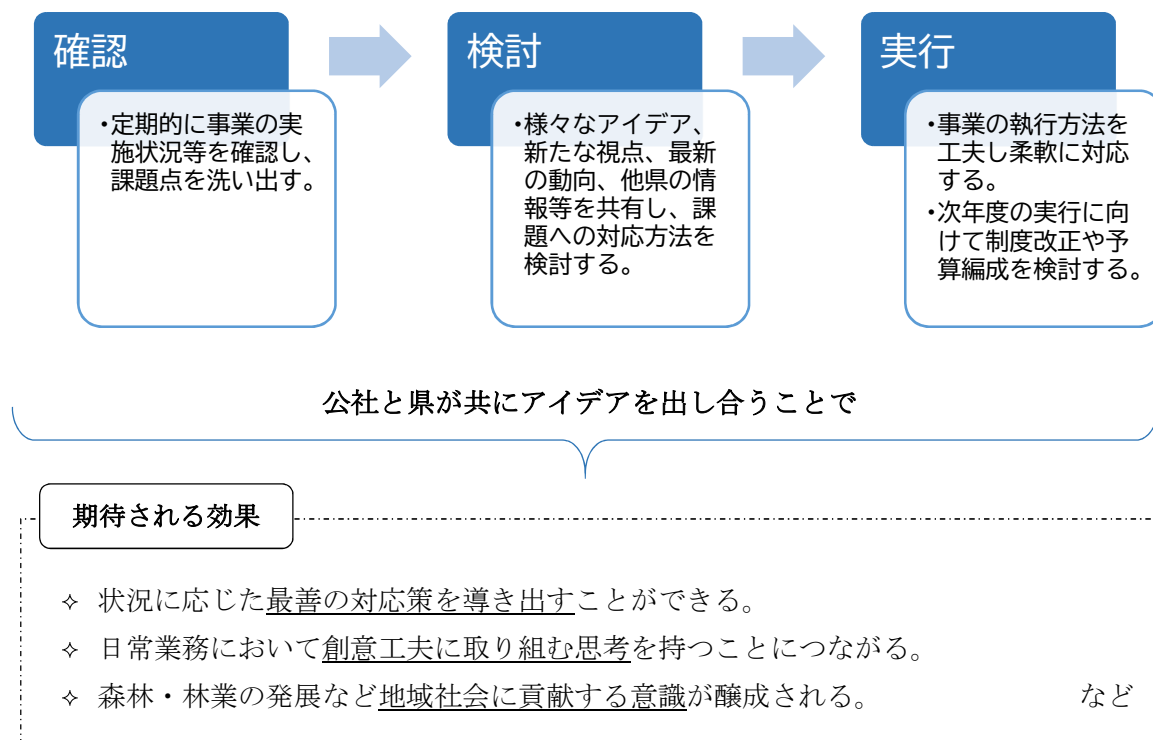 確認
・定期的に事業の実
施状況等を確認し、
課題点を洗い出す。
検討
・様々なアイデア、
新たな視点、最新
の動向、他県の情
報等を共有し、課
題への対応方法を
検討する。
実行
・事業の執行方法を
工夫し柔軟に対応
する。
・次年度の実行に向
けて制度改正や予
算編成を検討する。
公社と県が共にアイデアを出し合うことで
期待される効果
✧ 状況に応じた最善の対応策を導き出すことができる。
✧ 日常業務において創意工夫に取り組む思考を持つことにつながる。
✧ 森林・林業の発展など地域社会に貢献する意識が醸成される。 など